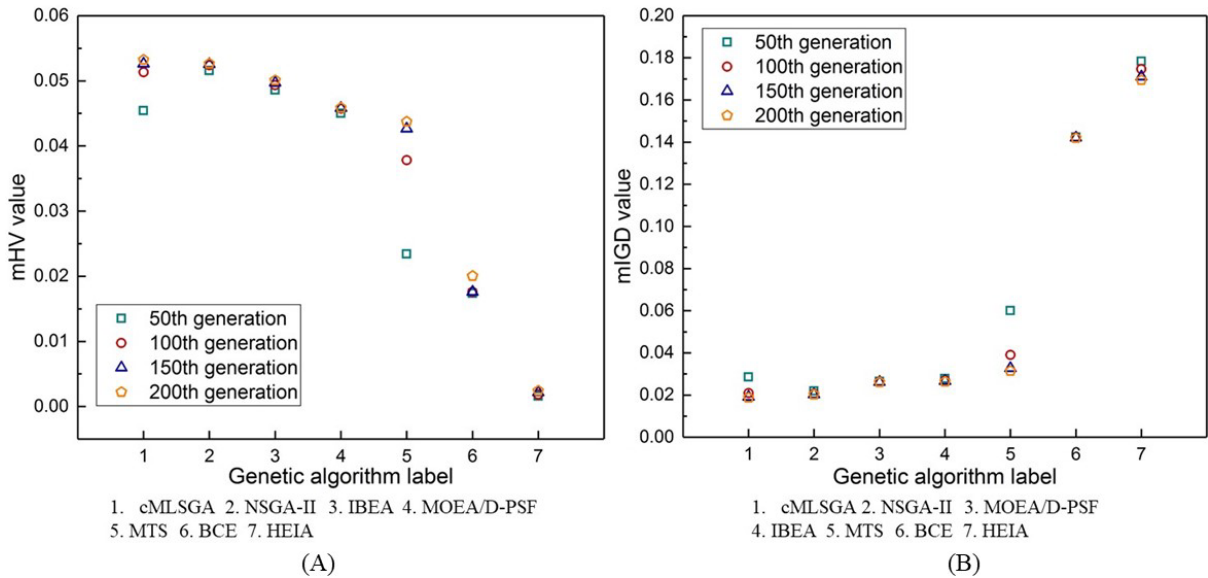 0.06
0.05
0.04
0.03
0.02
0.01
0.00
mHV value
50th generation
100th generation
150th generation
200th generation
1 2 3 4 5 6 7
Genetic algorithm label
1. cMLSGA 2. NSGA-II 3. IBEA 4. MOEA/D-PSF
5. MTS 6. BCE 7. HEIA
(A)
0.20
0.18
0.16
0.14
0.12
0.10
0.08
0.06
0.04
0.02
0.00
mIGD value
50th generation
100th generation
150th generation
200th generation
1 2 3 4 5 6 7
Genetic algorithm label
1. cMLSGA 2. NSGA-II 3. MOEA/D-PSF
4. IBEA 5. MTS 6. BCE 7. HEIA
(B)